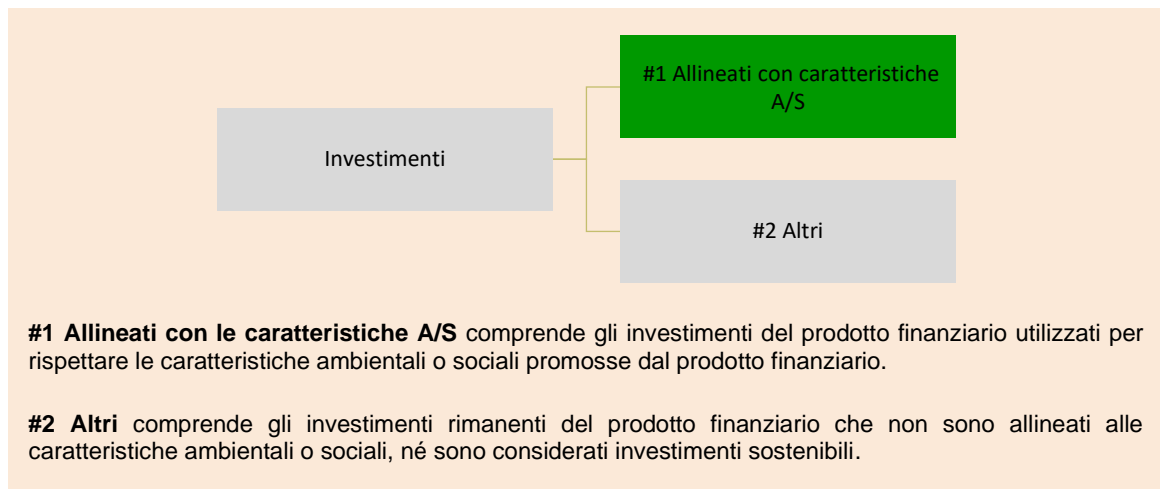 #1 Allineati con caratteristiche
A/S
Investimenti
#2 Altri
#1 Allineati con le caratteristiche A/S comprende gli investimenti del prodotto finanziario utilizzati per
rispettare le caratteristiche ambientali o sociali promosse dal prodotto finanziario.
#2 Altri comprende gli investimenti rimanenti del prodotto finanziario che non sono allineati alle
caratteristiche ambientali o sociali, né sono considerati investimenti sostenibili.